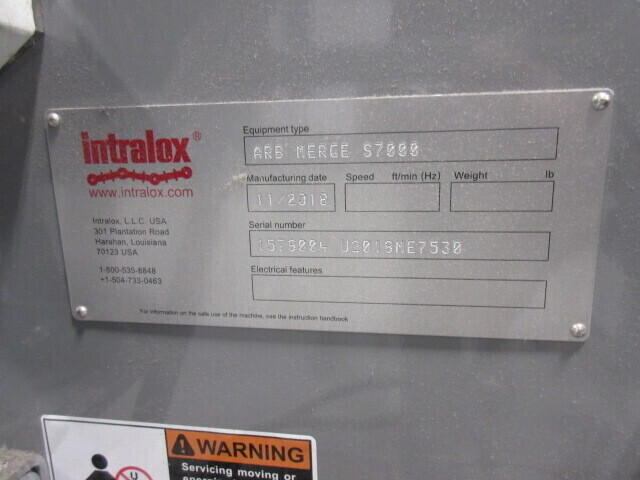 intralox®
www.intralox.com
Intralox, L.L.C. USA
301 Plantation Road
Harahan, Louisiana
70123 USA
1-800-535-8848
+1-504-733-0463
Equipment type
ARB MERGE S7000
Manufacturing date
11/2018
Speed ft/min (Hz)
Weight lb
Serial number
Electrical features
For information on the safe use of the machine, see the instruction handbook
WARNING
Servicing moving or